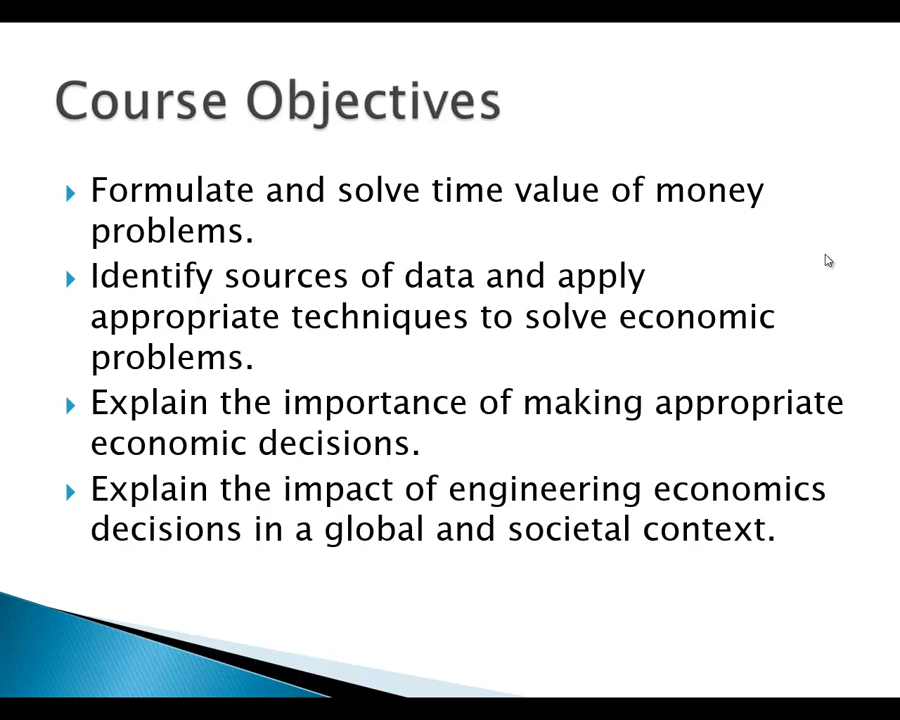 Course Objectives
Formulate and solve time value of money
problems.
Identify sources of data and apply
appropriate techniques to solve economic
problems.
Explain the importance of making appropriate
economic decisions.
Explain the impact of engineering economics
decisions in a global and societal context.